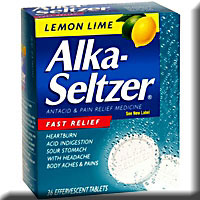 LEMON LIME
Alka-
Seltzer®
ANTACID & PAIN RELIEF MEDICINE
See New Label
FAST RELIEF
HEARTBURN
ACID INDIGESTION
SOUR STOMACH
WITH HEADACHE
BODY ACHES & PAINS
36 EFFERVESCENT TABLETS